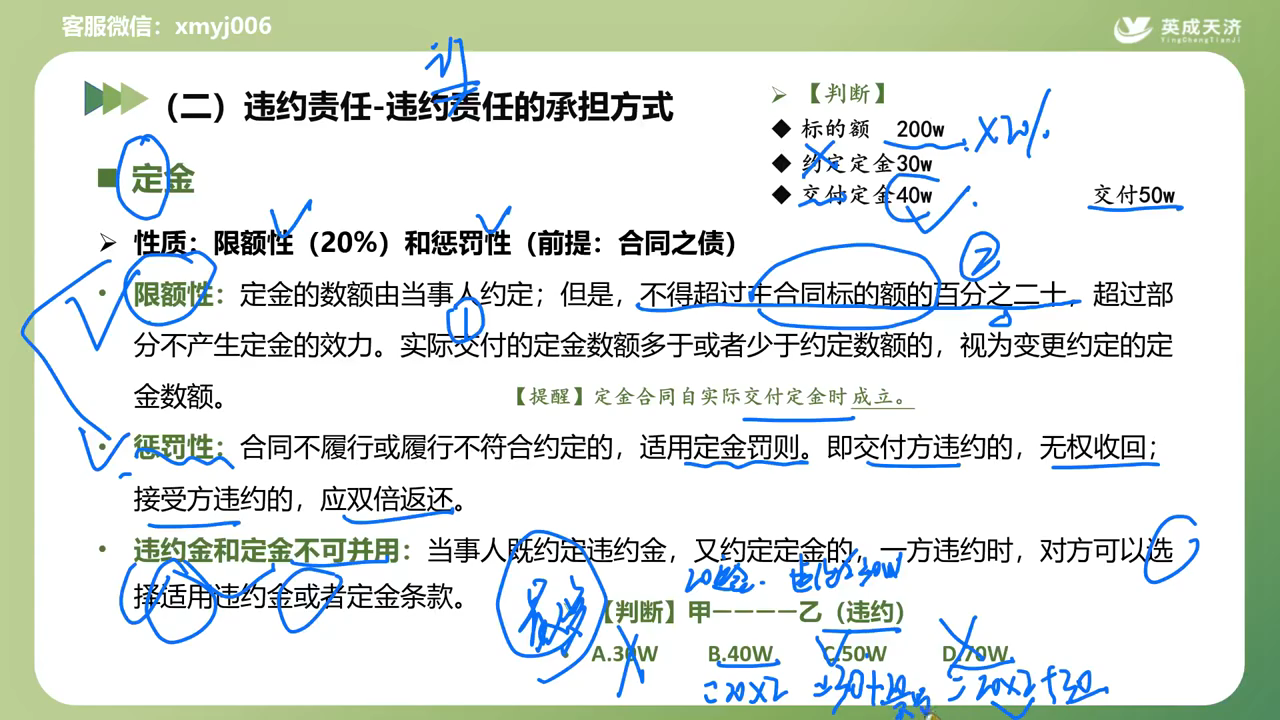 客服微信：xmyj006
英成天济
YingChengTianJi
（二）违约责任-违约责任的承担方式
【判断】
标的额 200w ×20%
约定定金30w
交付定金40w 交付50w
定金
性质：限额性（20%）和惩罚性（前提：合同之债）
②
限额性：定金的数额由当事人约定；但是，不得超过主合同标的额的百分之二十，超过部
①
分不产生定金的效力。实际交付的定金数额多于或者少于约定数额的，视为变更约定的定
金数额。 【提醒】定金合同自实际交付定金时成立。
惩罚性：合同不履行或履行不符合约定的，适用定金罚则。即交付方违约的，无权收回；
接受方违约的，应双倍返还。
违约金和定金不可并用：当事人既约定违约金，又约定定金的，一方违约时，对方可以选
择适用违约金或者定金条款。
【判断】甲————乙（违约）
A.30W B.40W C.50W D.70W
=20×2 =30+20 =20×2+30